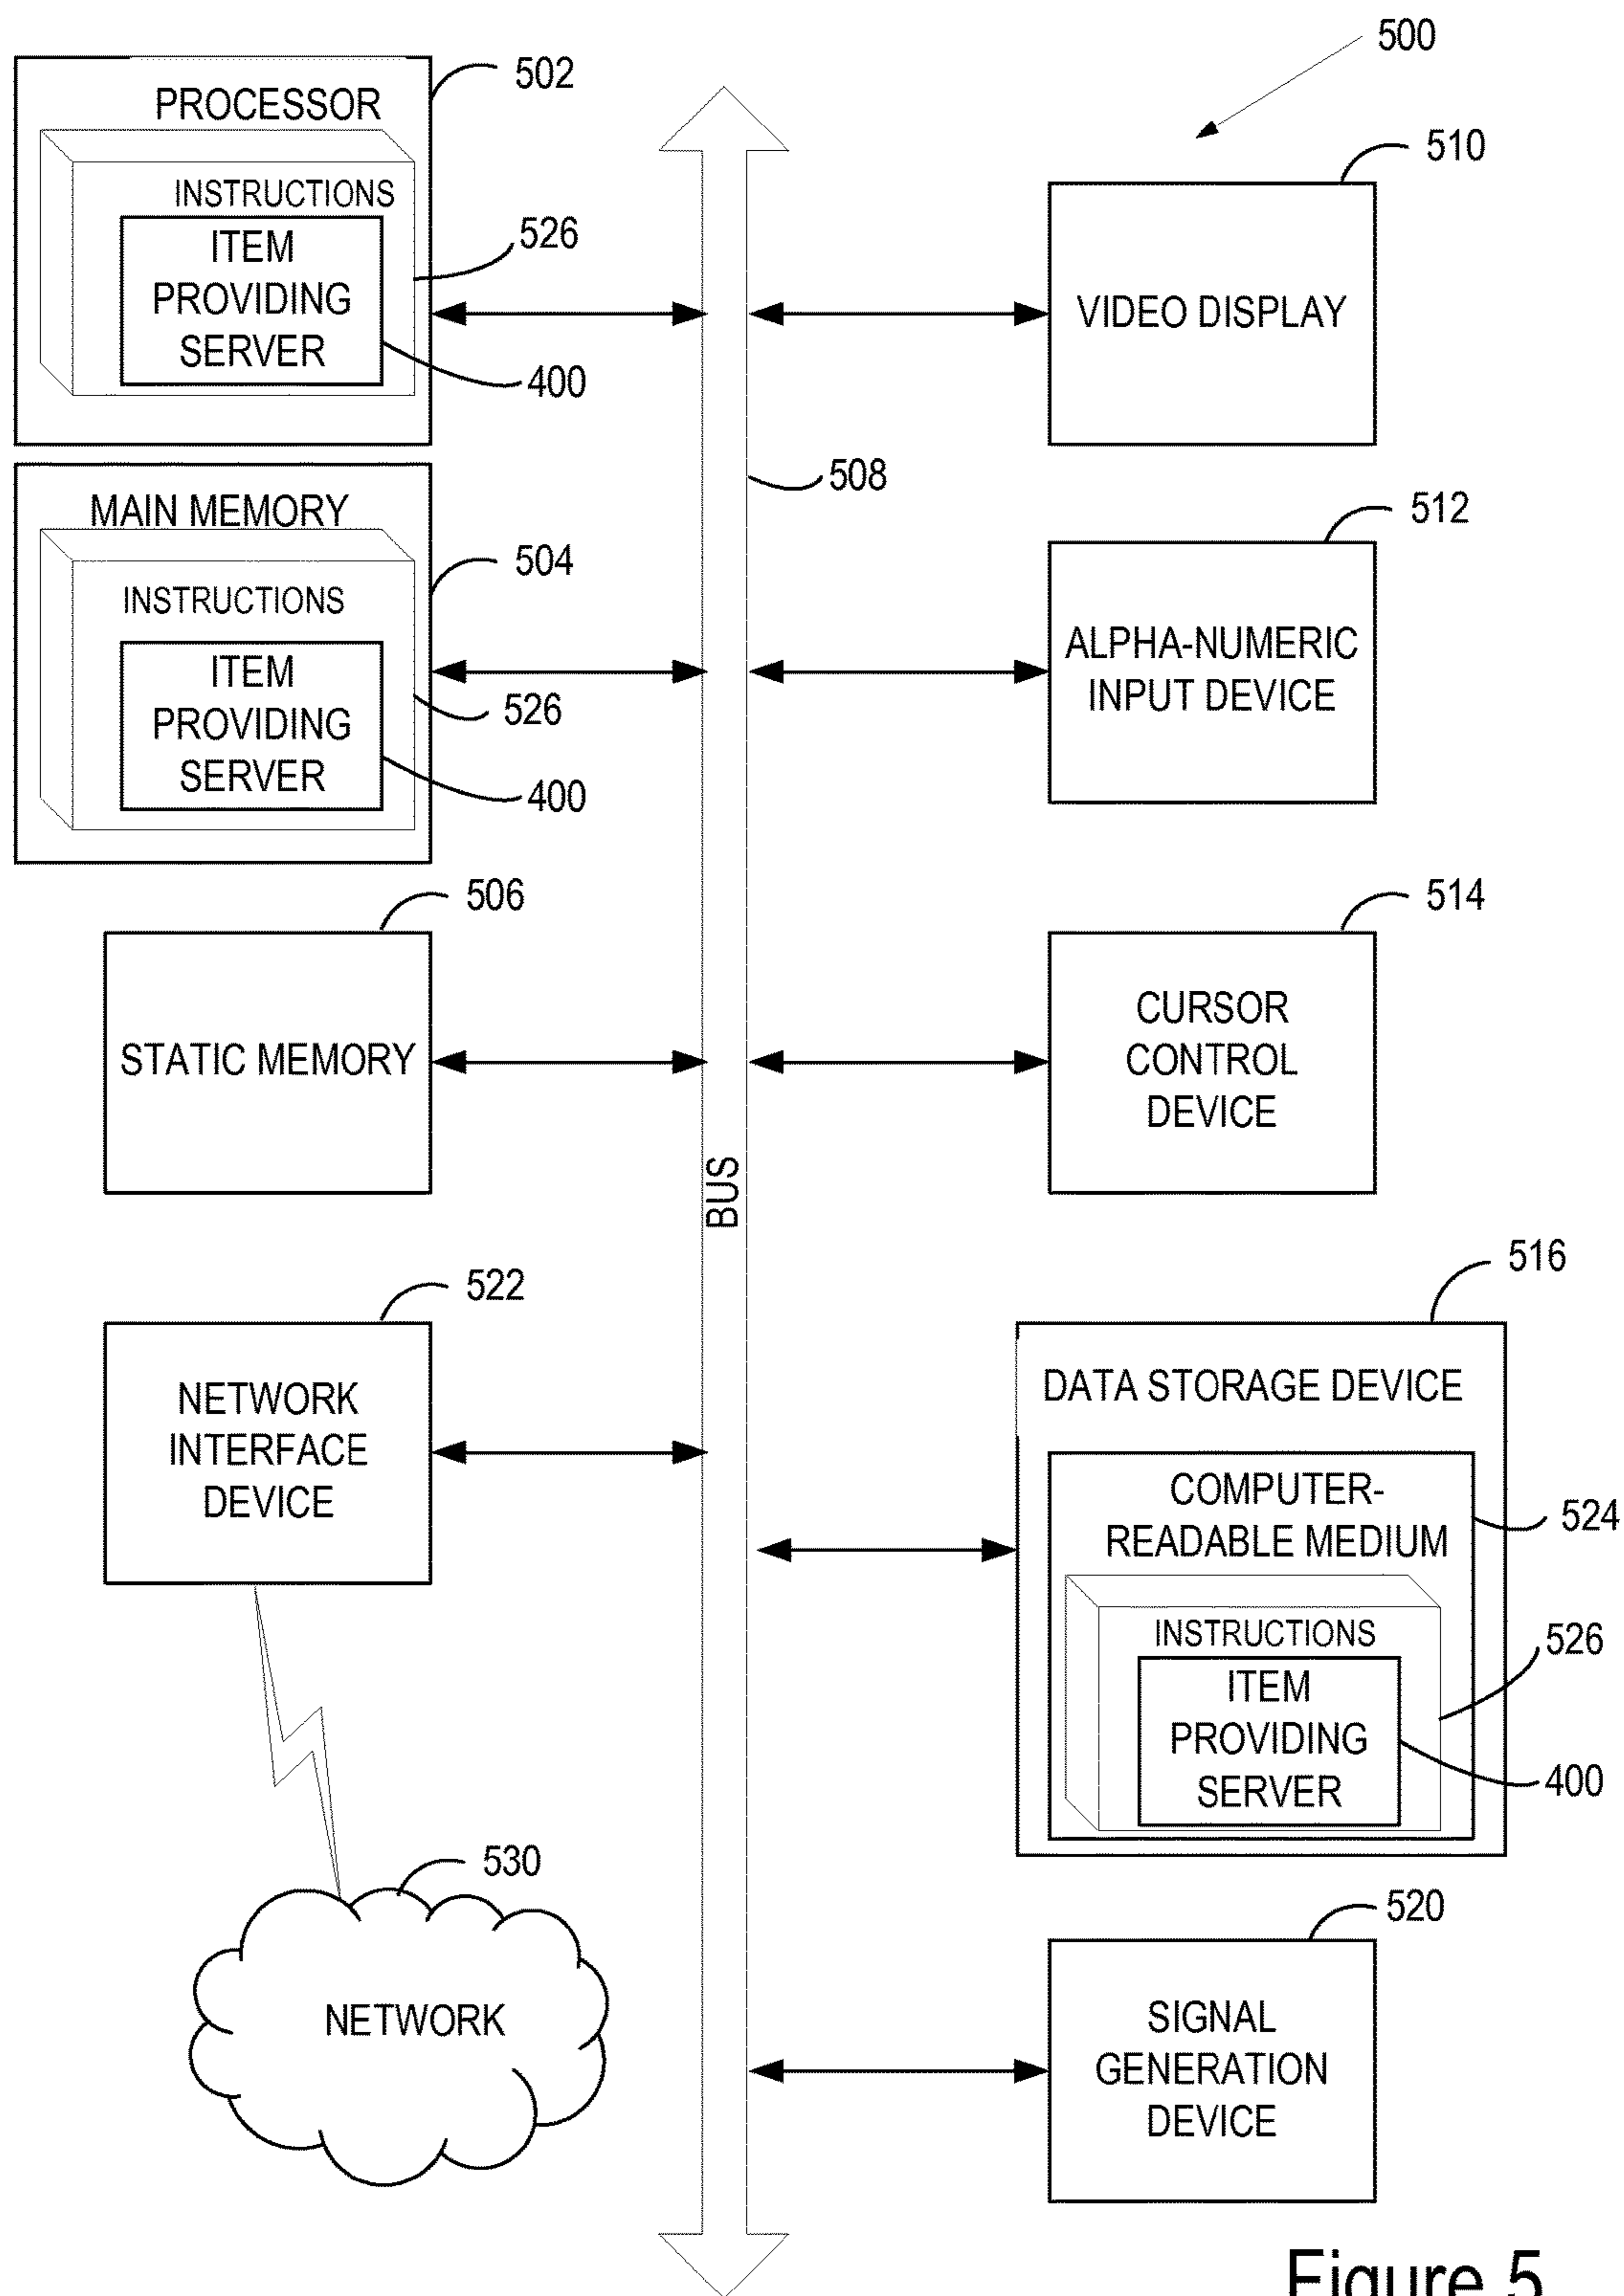 500
502
PROCESSOR
INSTRUCTIONS
ITEM
PROVIDING
SERVER
526
400
510
VIDEO DISPLAY
508
MAIN MEMORY
504
INSTRUCTIONS
ITEM
PROVIDING
SERVER
526
400
512
ALPHA-NUMERIC
INPUT DEVICE
506
STATIC MEMORY
514
CURSOR
CONTROL
DEVICE
BUS
522
NETWORK
INTERFACE
DEVICE
516
DATA STORAGE DEVICE
COMPUTER-
READABLE MEDIUM
524
INSTRUCTIONS
ITEM
PROVIDING
SERVER
526
400
530
NETWORK
520
SIGNAL
GENERATION
DEVICE
Figure 5